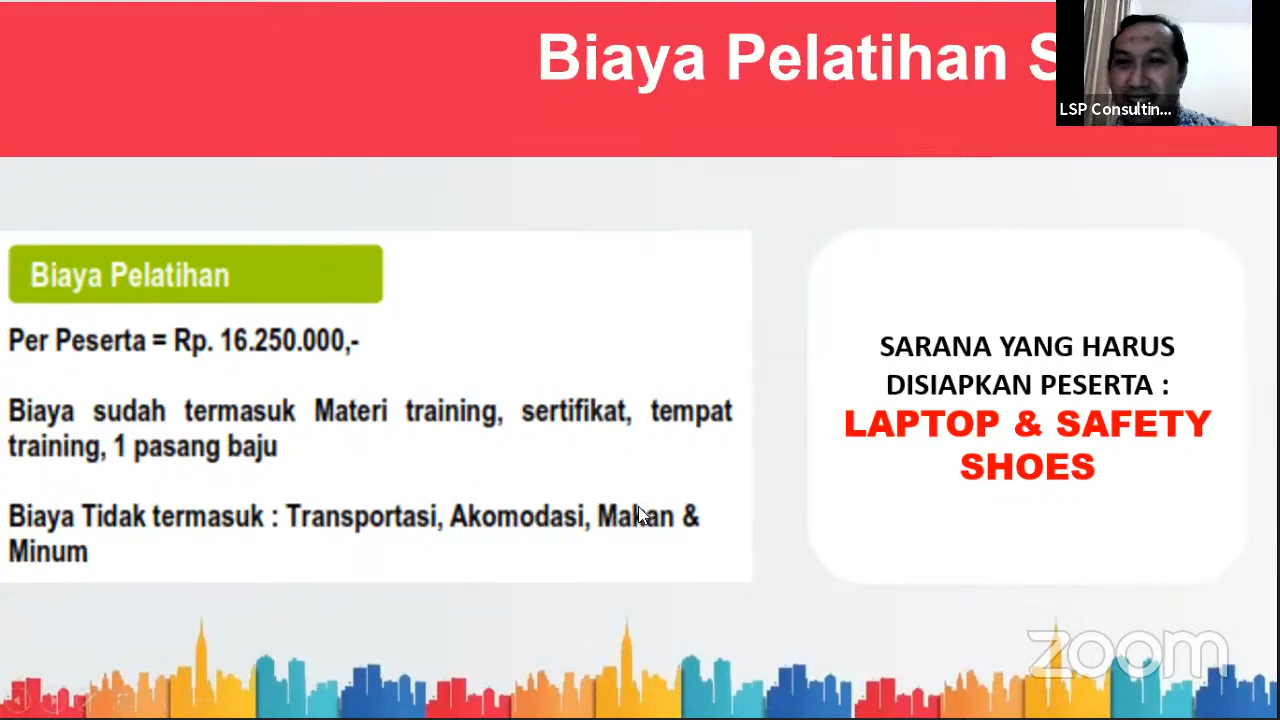 Biaya Pelatihan
LSP Consultin...
Biaya Pelatihan
Per Peserta = Rp. 16.250.000,-
Biaya sudah termasuk Materi training, sertifikat, tempat
training, 1 pasang baju
Biaya Tidak termasuk : Transportasi, Akomodasi, Makan &
Minum
SARANA YANG HARUS
DISIAPKAN PESERTA :
LAPTOP & SAFETY
SHOES
zoom